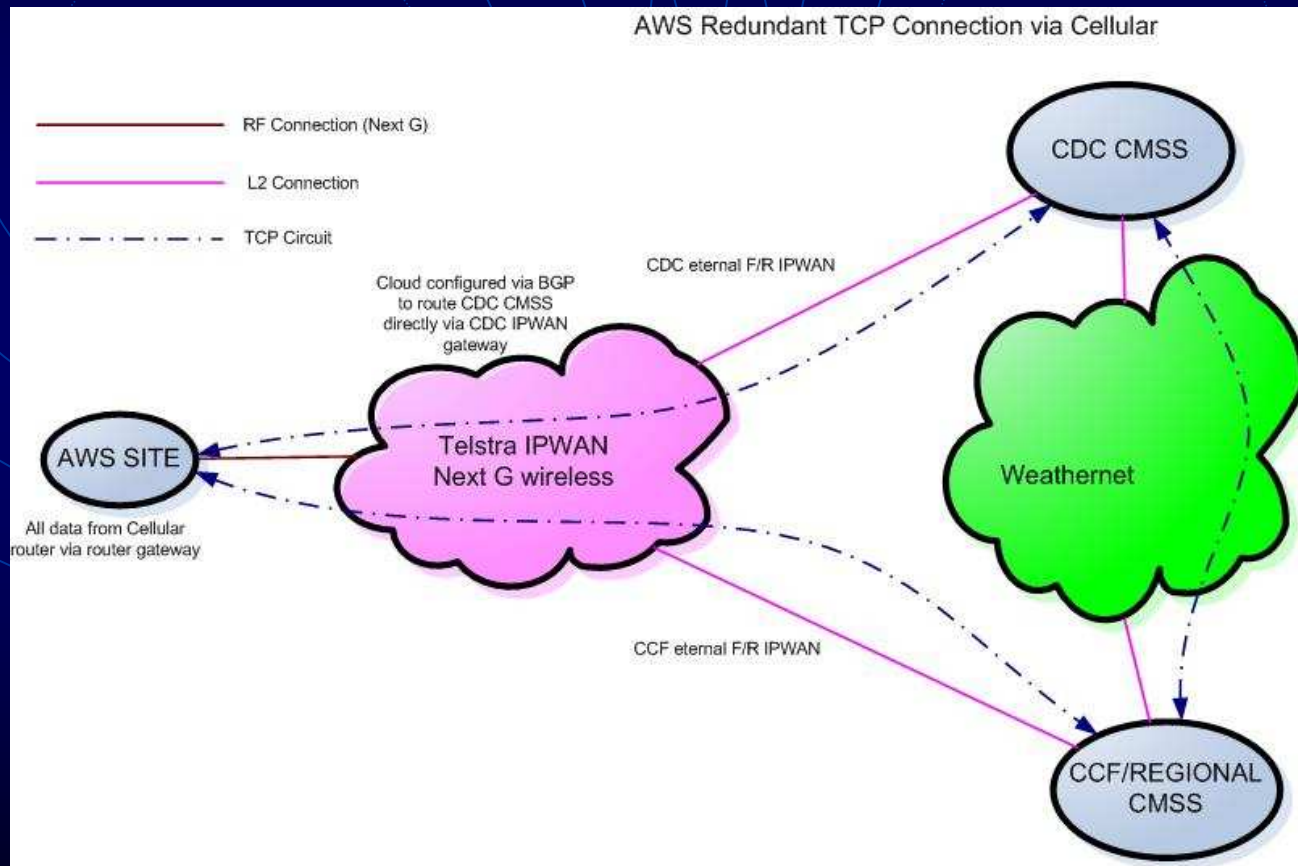 AWS Redundant TCP Connection via Cellular
RF Connection (Next G)
L2 Connection
TCP Circuit
CDC CMSS
CDC eternal F/R IPWAN
Cloud configured via BGP
to route CDC CMSS
directly via CDC IPWAN
gateway
AWS SITE
All data from Cellular
router via router gateway
Telstra IPWAN
Next G wireless
Weathernet
CCF eternal F/R IPWAN
CCF/REGIONAL
CMSS